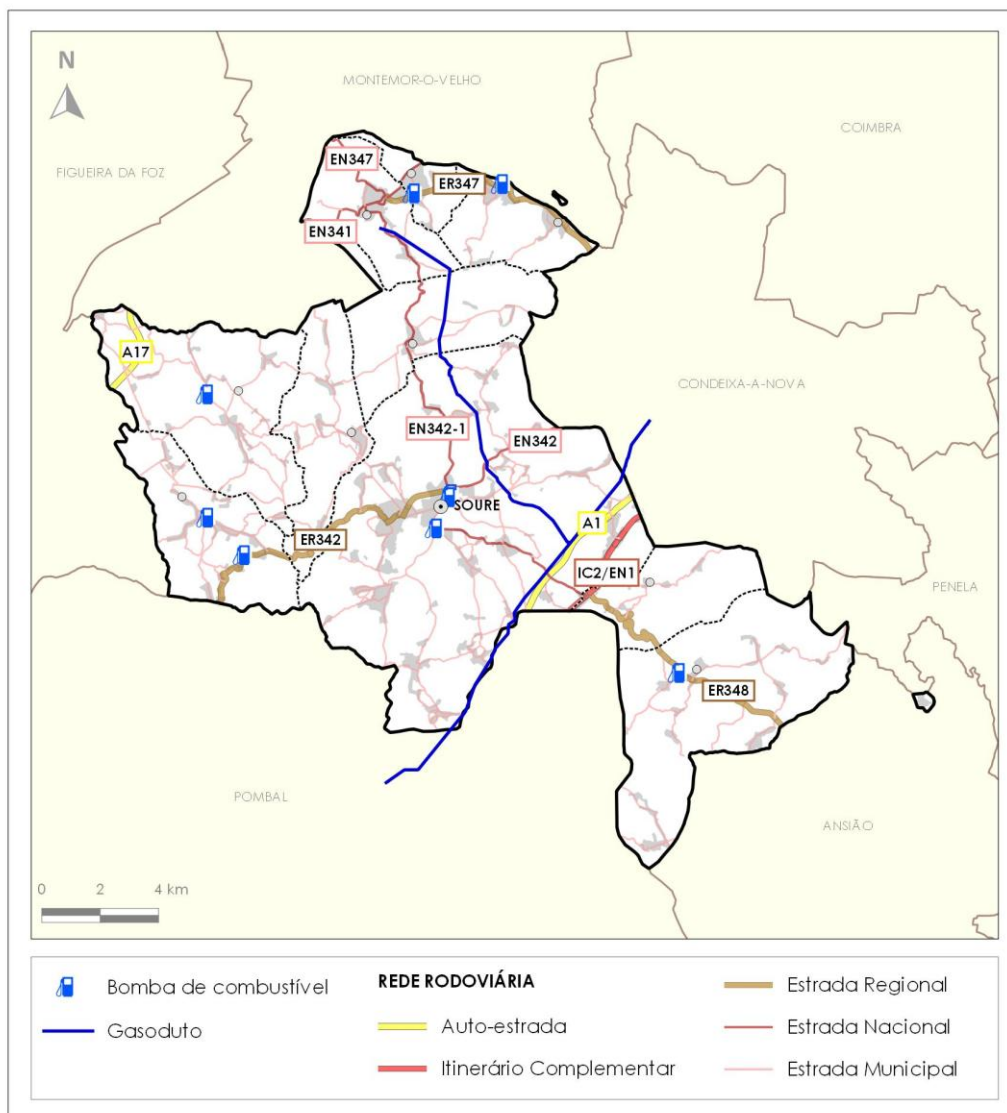 N
MONTEMOR-O-VELHO
COIMBRA
FIGUEIRA DA FOZ
EN347
ER347
EN341
A17
CONDEIXA-A-NOVA
EN342-1
EN342
SOURE
A1
ER342
IC2/EN1
PENELA
ER348
POMBAL
ANSIÃO
0 2 4 km
Bomba de combustível
Gasoduto
REDE RODOVIÁRIA
Auto-estrada
Itinerário Complementar
Estrada Regional
Estrada Nacional
Estrada Municipal